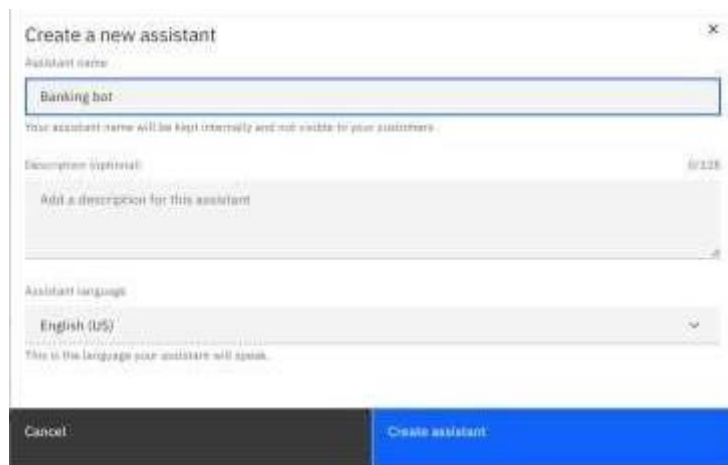 Create a new assistant
×
Assistant name
Banking bot
Your assistant name will be kept internally and not visible to your customers.
Description (optional)
0/128
Add a description for this assistant
Assistant language
English (US)
This is the language your assistant will speak.
Cancel
Create assistant